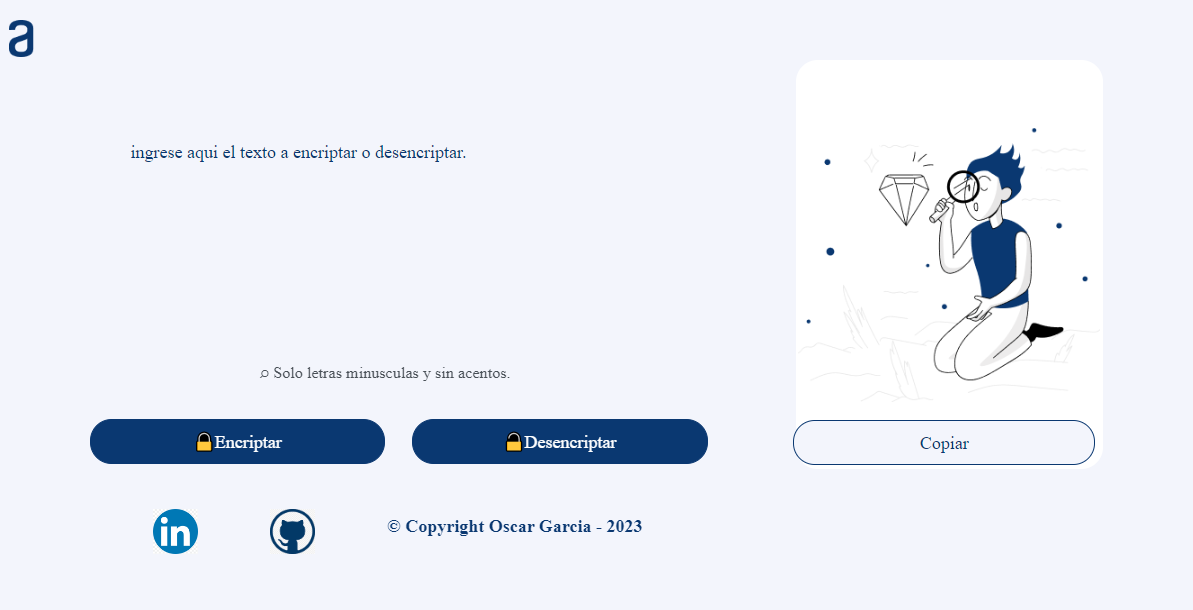 a
ingrese aqui el texto a encriptar o desencriptar.
Solo letras minusculas y sin acentos.
Encriptar
Desencriptar
Copiar
in
© Copyright Oscar Garcia - 2023